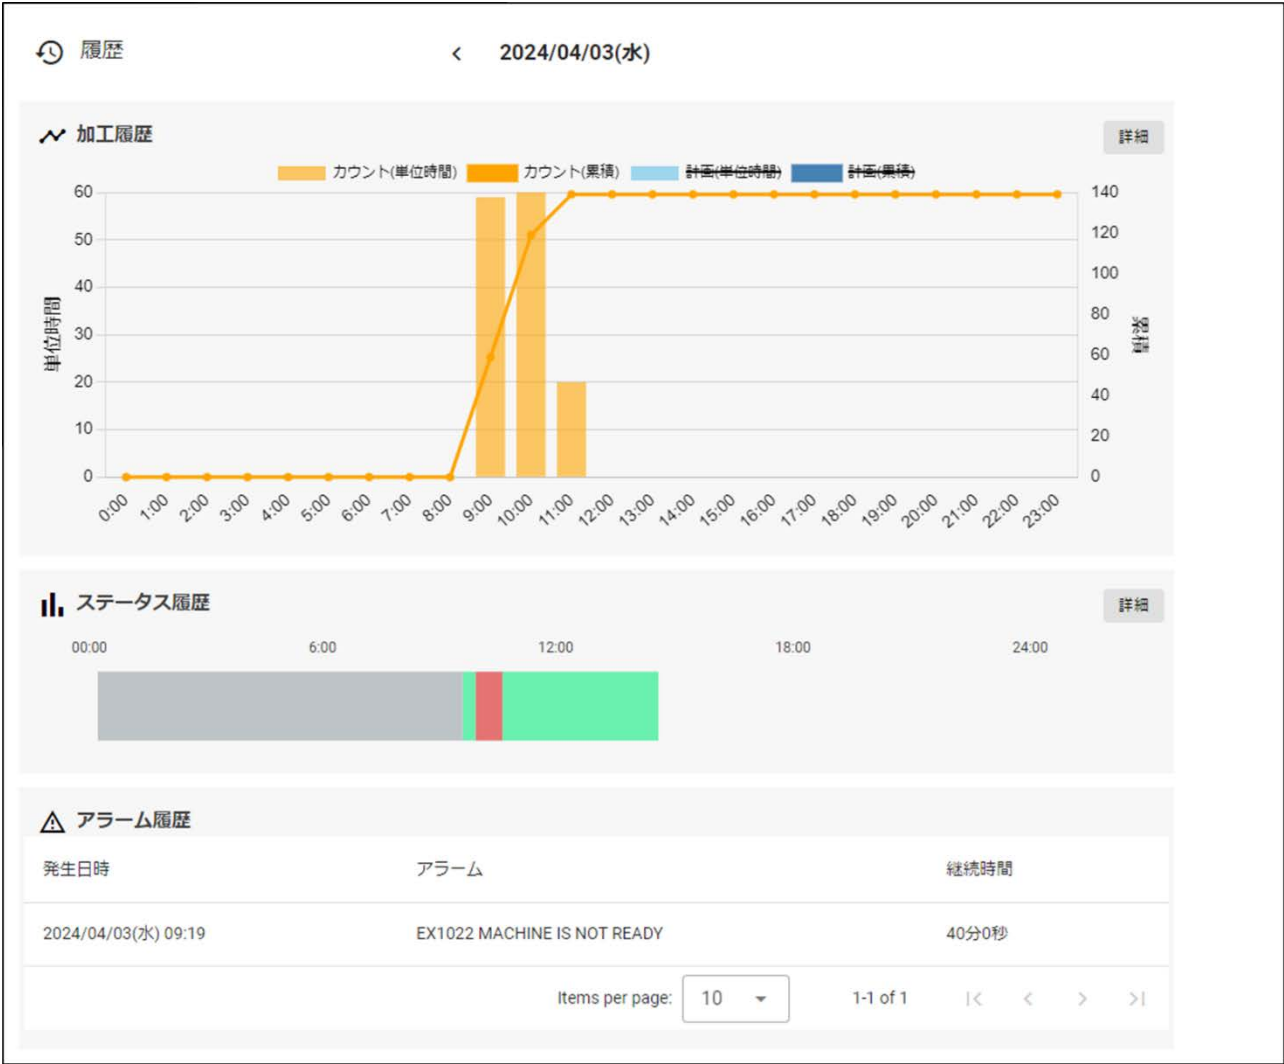 履歴
2024/04/03(水)
加工履歴
詳細
カウント(単位時間) カウント(累積) 計画(単位時間) 計画(累積)
60 140
50 120
40 100
30 80
20 60
10 40
0 20
0
単位時間
累積
0:00 1:00 2:00 3:00 4:00 5:00 6:00 7:00 8:00 9:00 10:00 11:00 12:00 13:00 14:00 15:00 16:00 17:00 18:00 19:00 20:00 21:00 22:00 23:00
ステータス履歴
詳細
00:00 6:00 12:00 18:00 24:00
アラーム履歴
発生日時 アラーム 継続時間
2024/04/03(水) 09:19 EX1022 MACHINE IS NOT READY 40分0秒
Items per page: 10 1-1 of 1